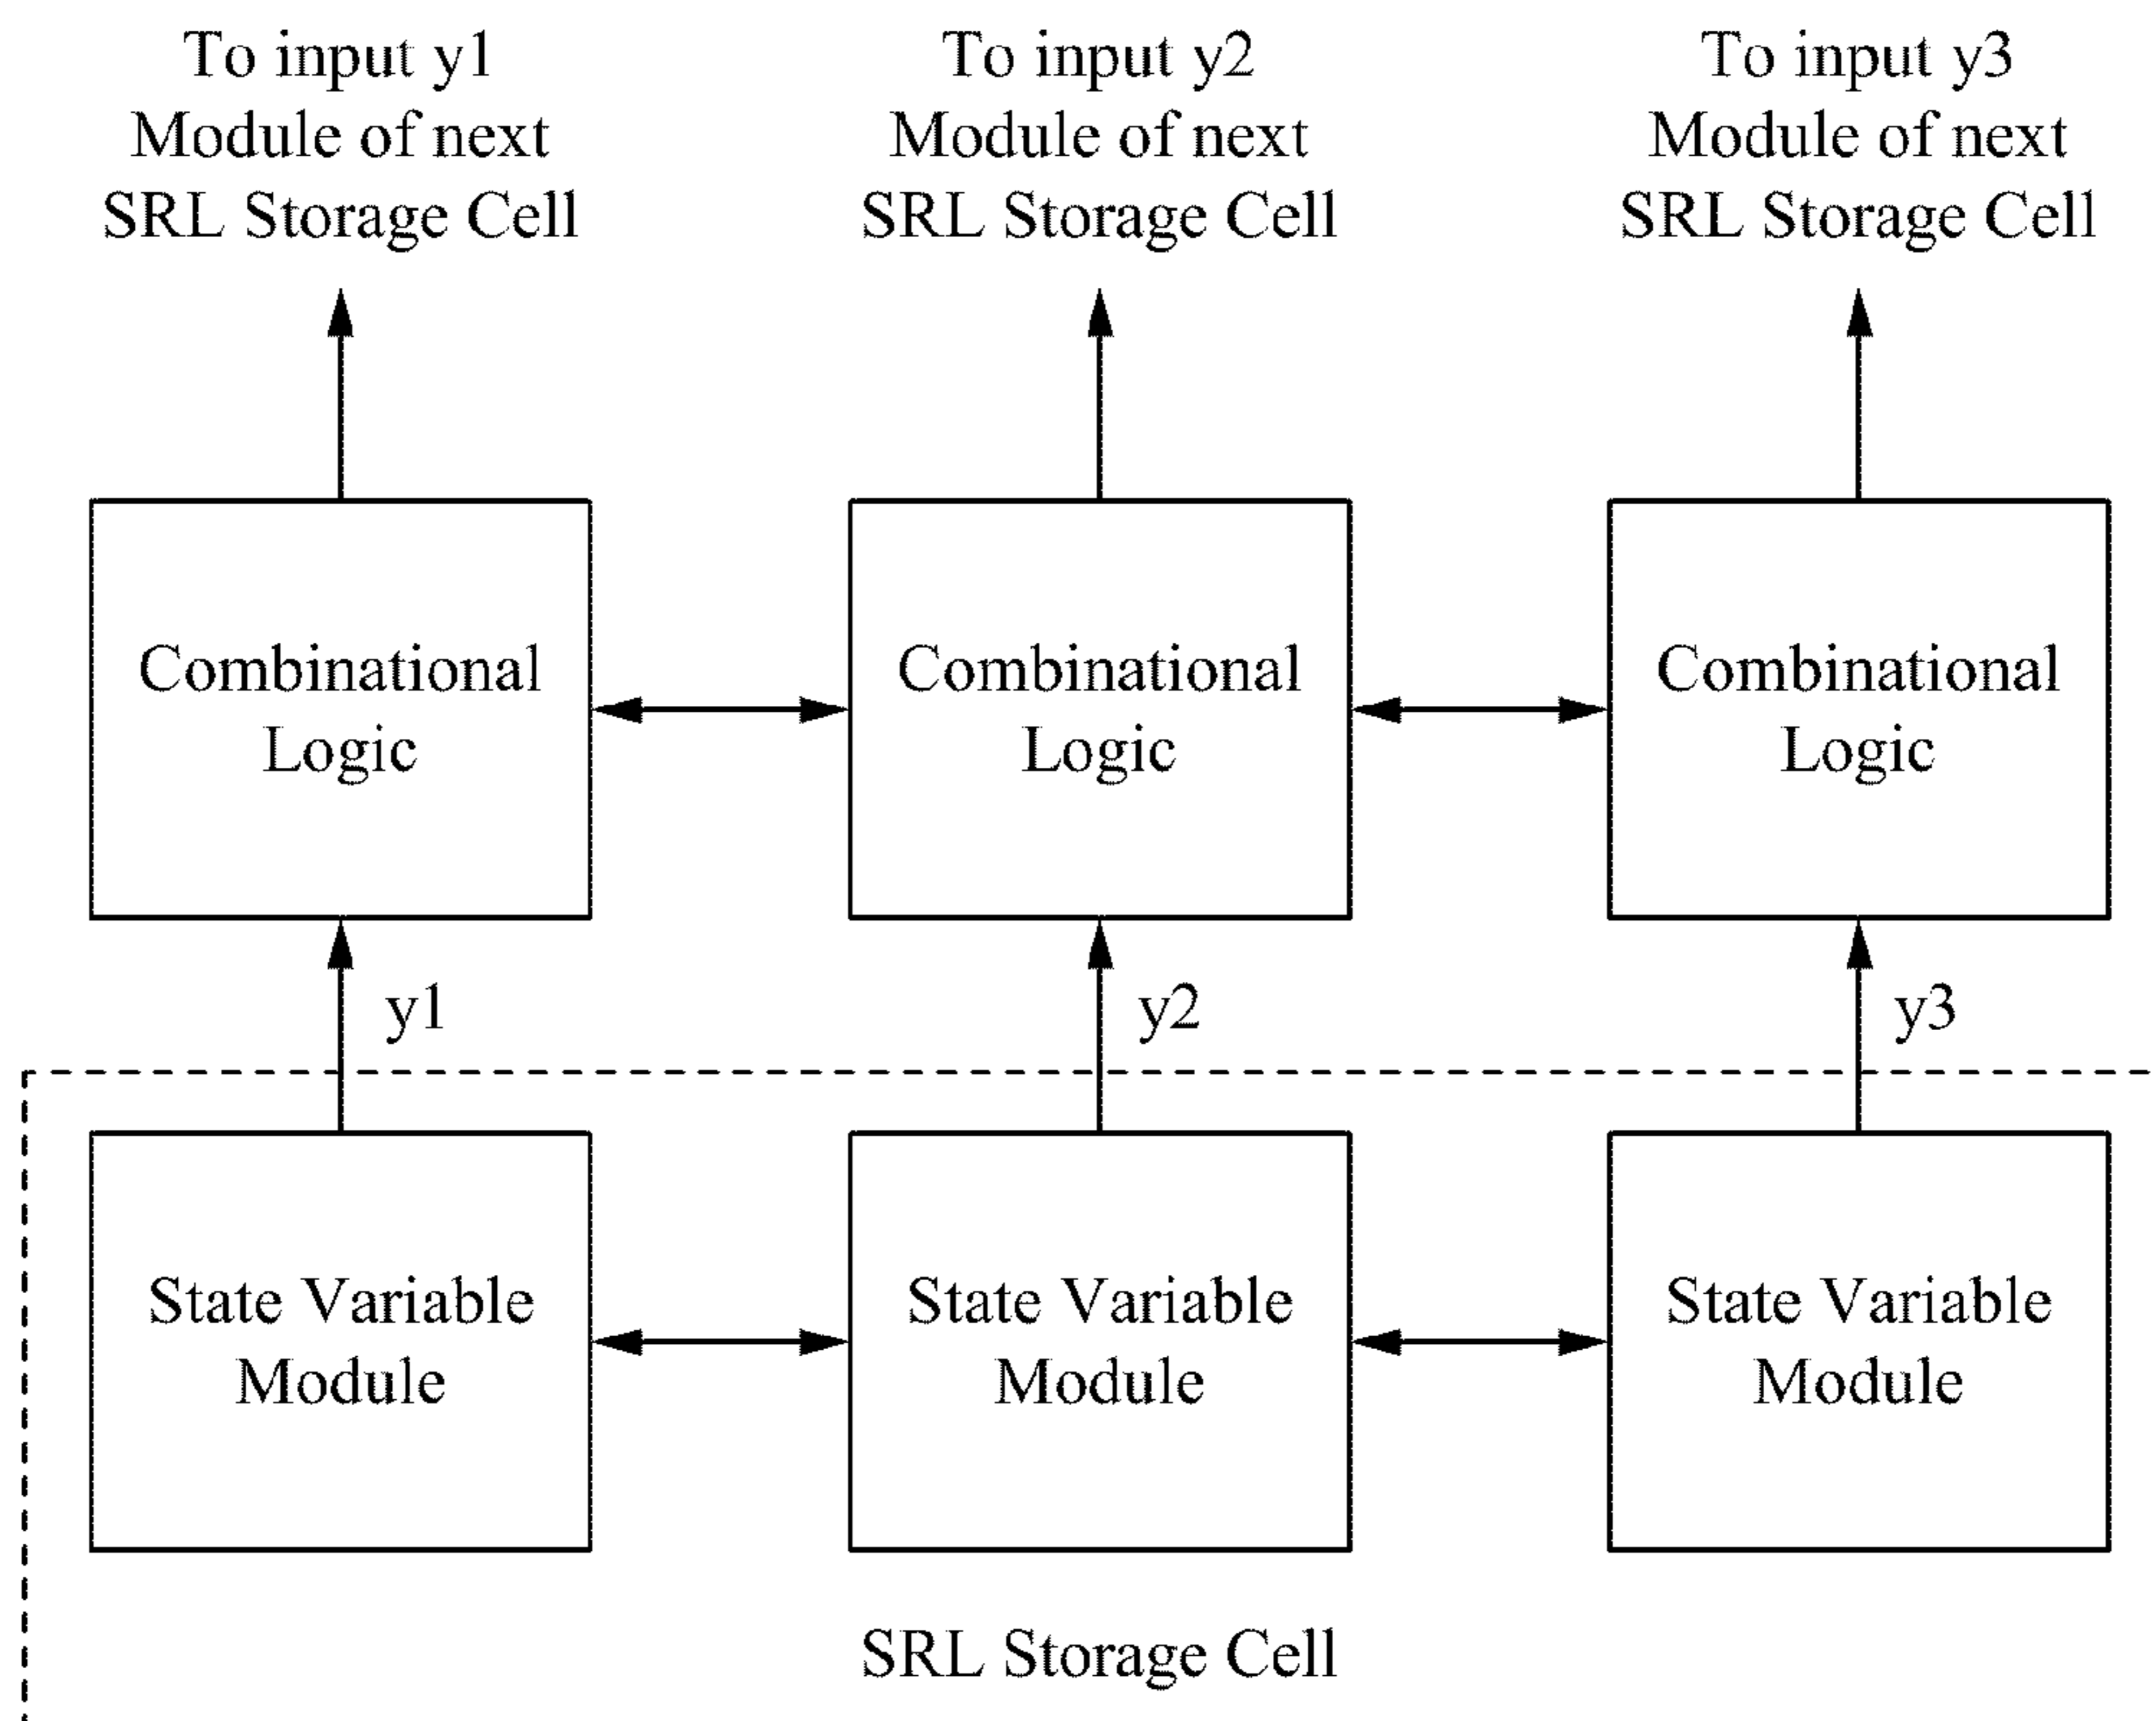 To input y1
Module of next
SRL Storage Cell
To input y2
Module of next
SRL Storage Cell
To input y3
Module of next
SRL Storage Cell
Combinational
Logic
Combinational
Logic
Combinational
Logic
y1
y2
y3
State Variable
Module
State Variable
Module
State Variable
Module
SRL Storage Cell